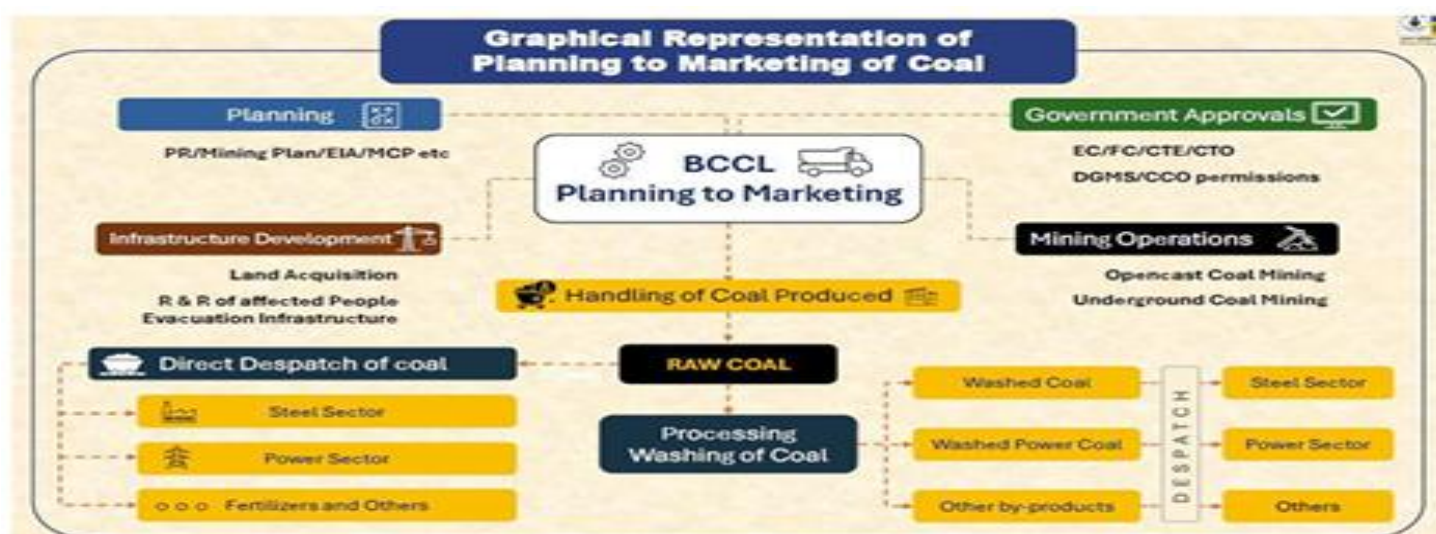 Graphical Representation of
Planning to Marketing of Coal
Planning
PR/Mining Plan/EIA/MCP etc
Government Approvals
EC/FC/CTE/CTO
DGMS/CCO permissions
BCCL
Planning to Marketing
Infrastructure Development
Land Acquisition
R & R of affected People
Evacuation Infrastructure
Mining Operations
Opencast Coal Mining
Underground Coal Mining
Handling of Coal Produced
Direct Despatch of coal
Steel Sector
Power Sector
Fertilizers and Others
RAW COAL
Processing
Washing of Coal
Washed Coal
Washed Power Coal
Other by-products
DESPATCH
Steel Sector
Power Sector
Others